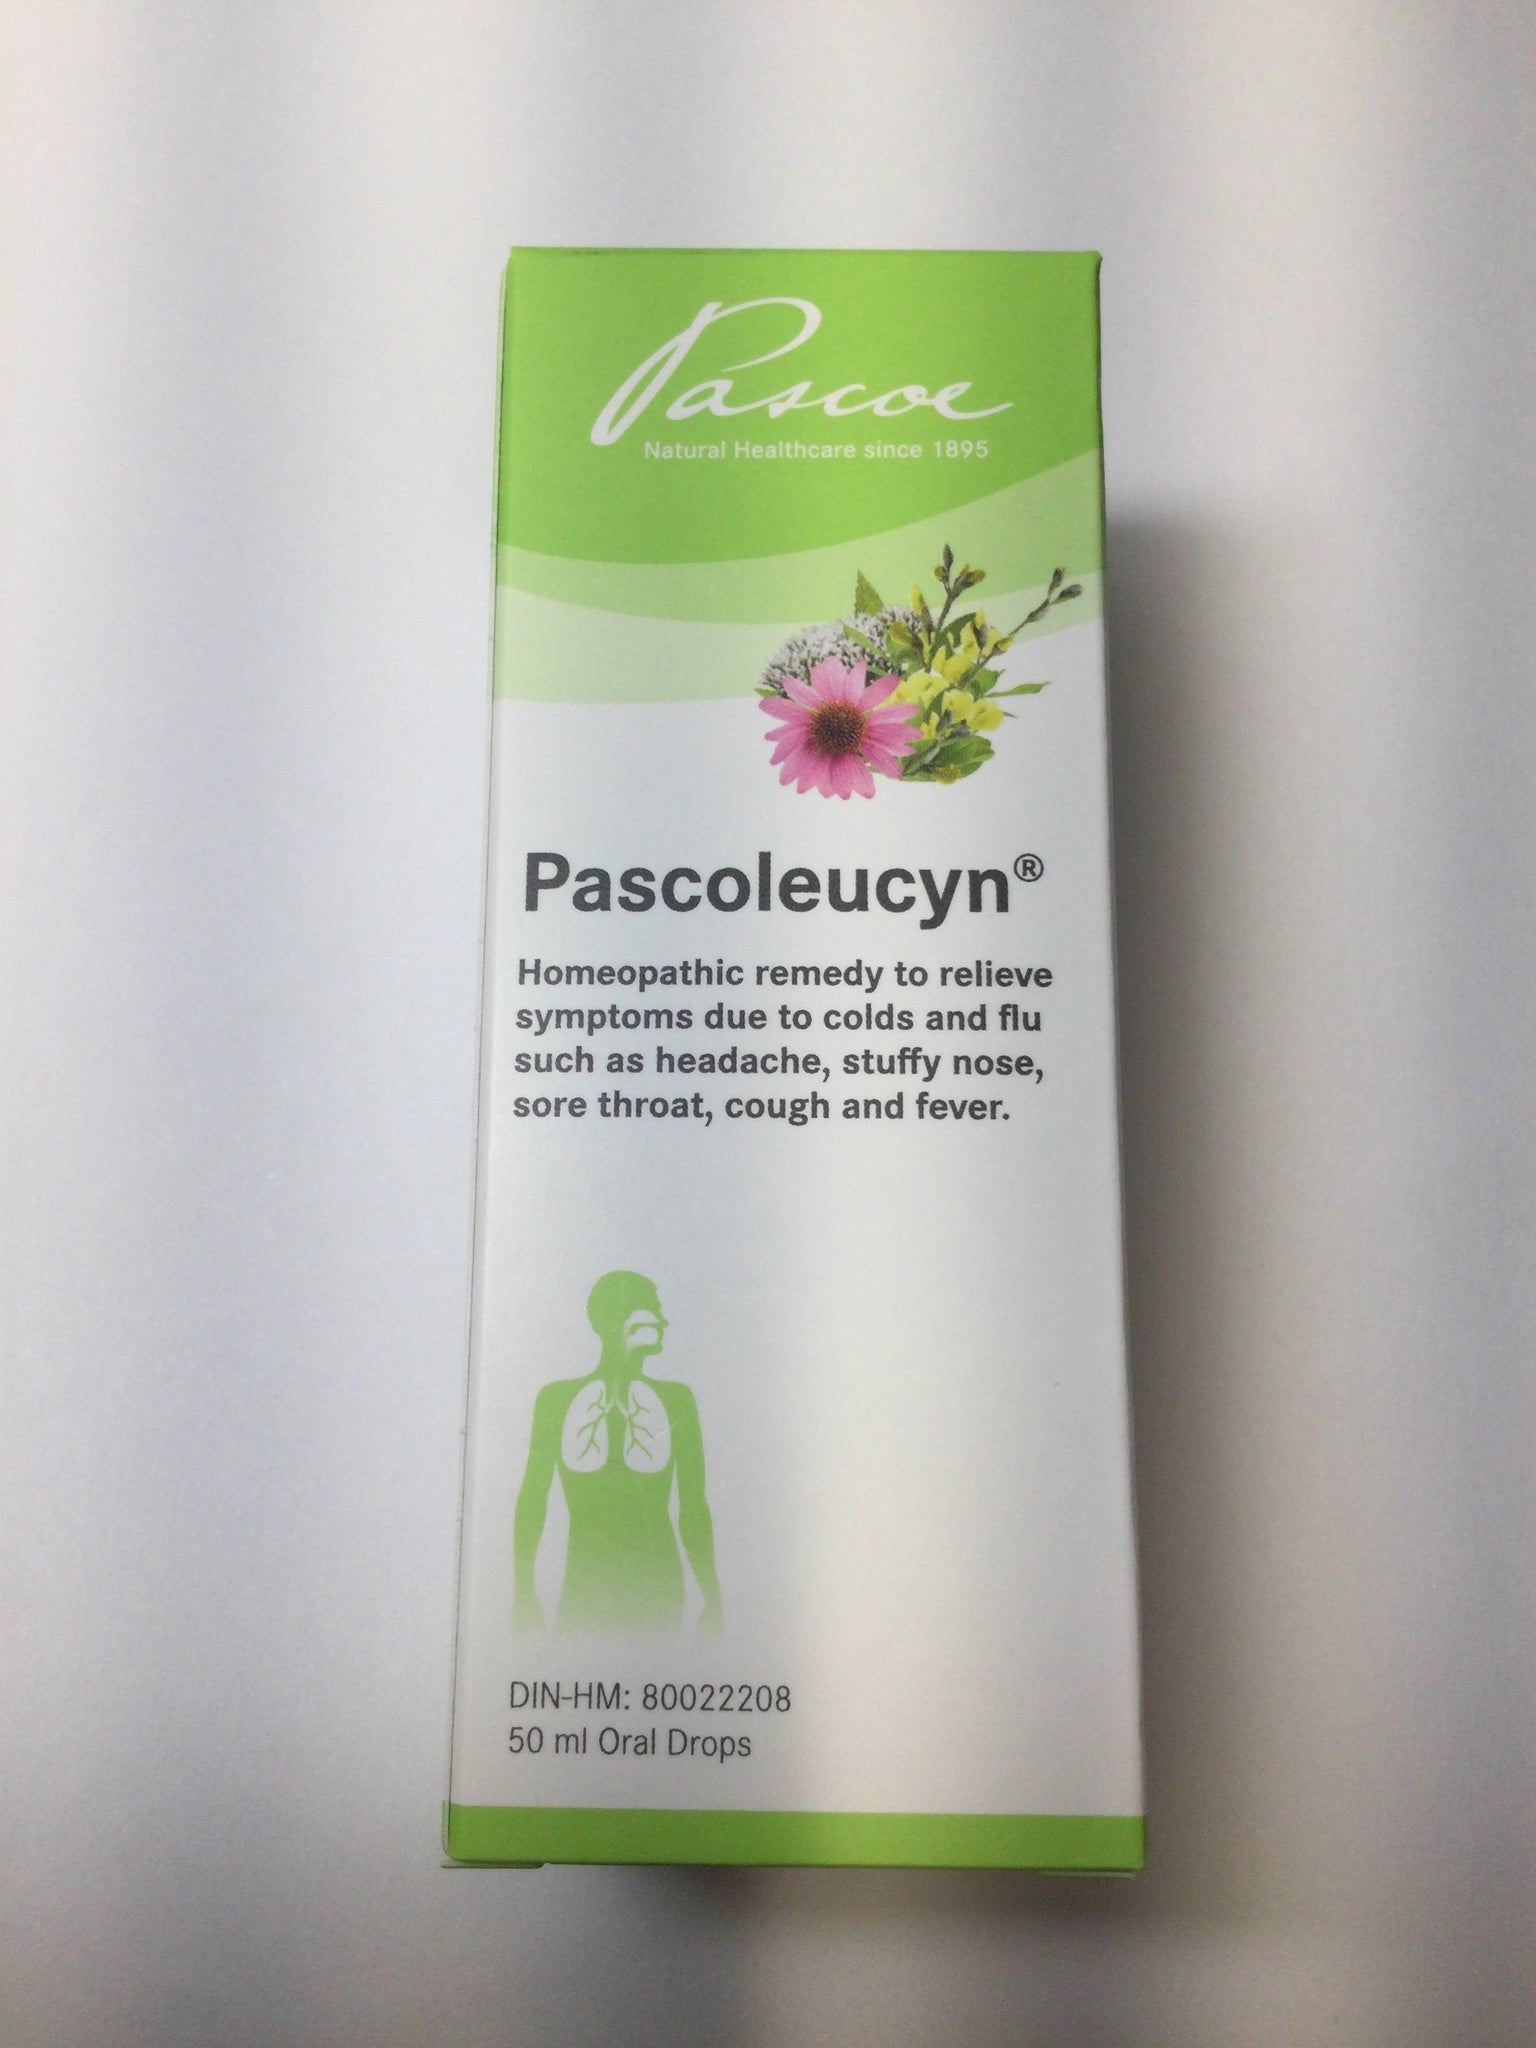 Pascoe
Natural Healthcare since 1895
Pascoleucyn®
Homeopathic remedy to relieve
symptoms due to colds and flu
such as headache, stuffy nose,
sore throat, cough and fever.
DIN-HM: 80022208
50 ml Oral Drops